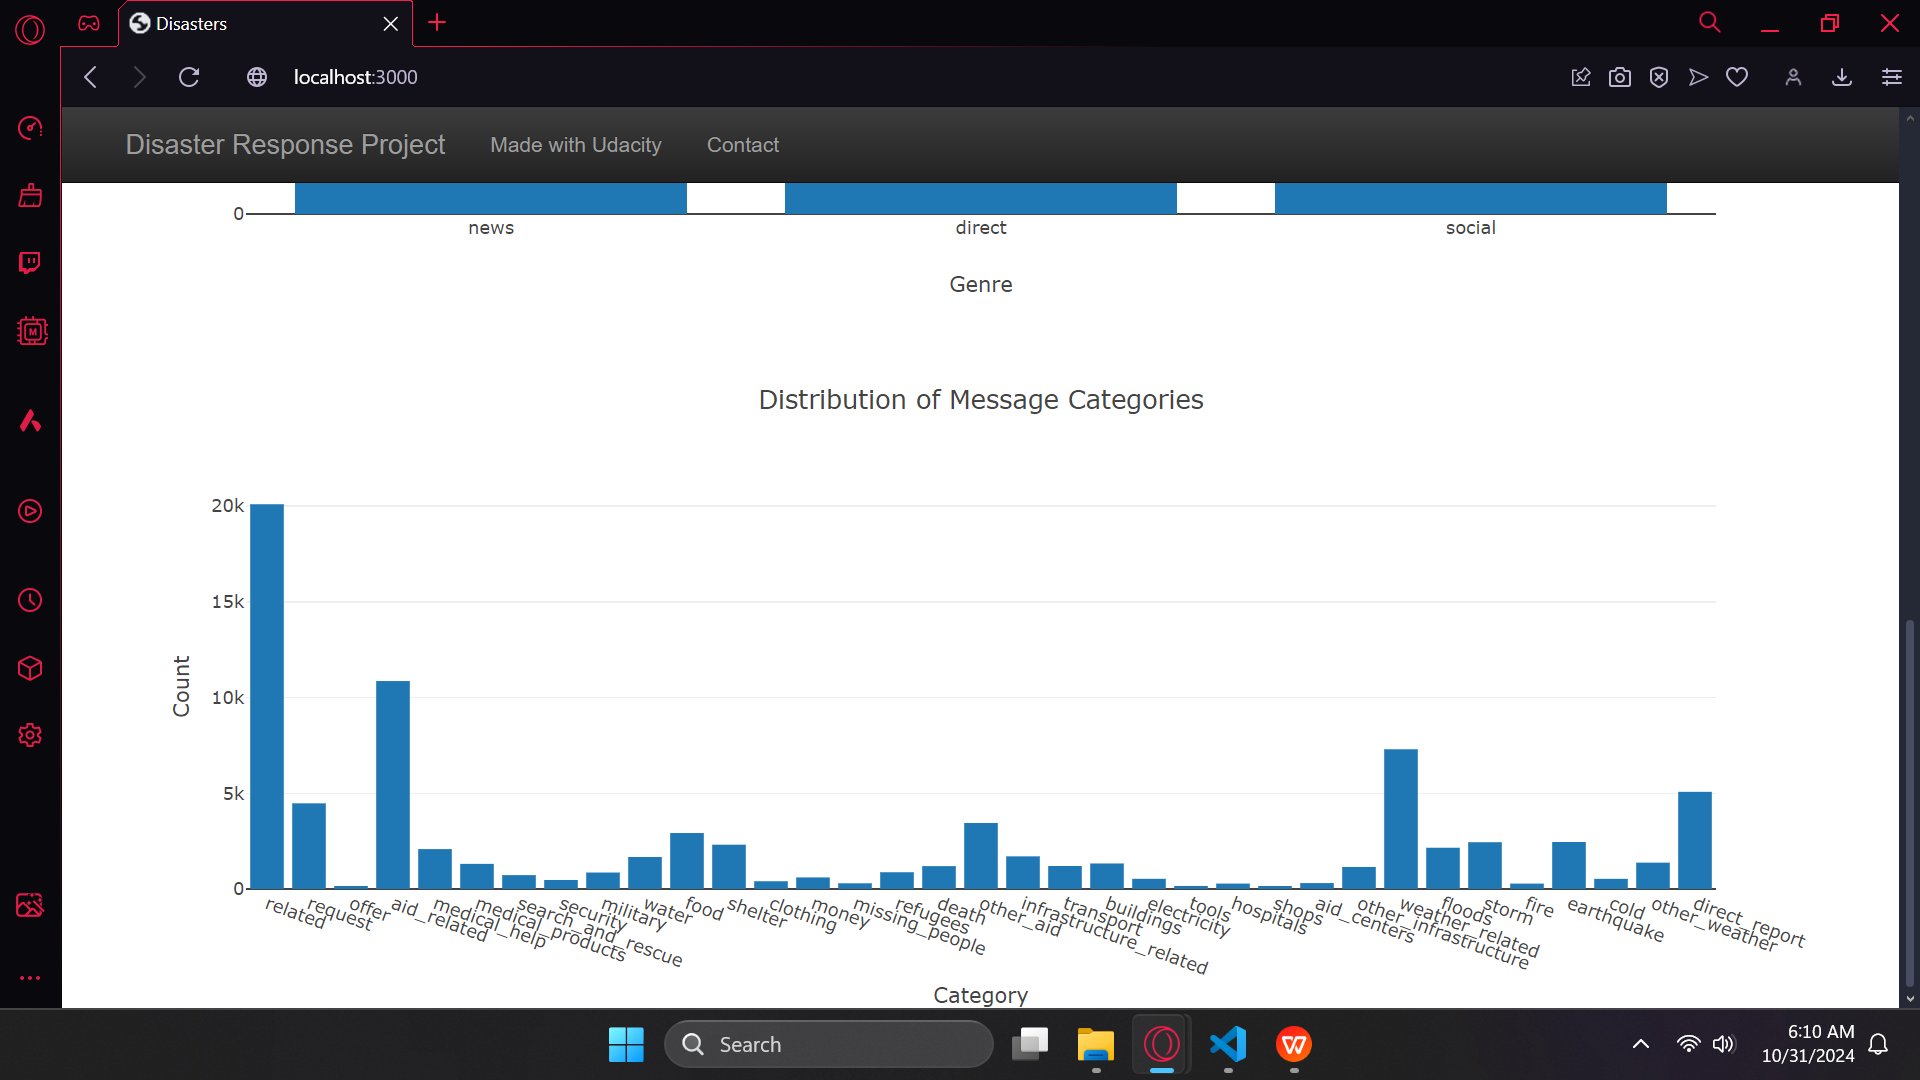 Disasters
localhost:3000
Disaster Response Project Made with Udacity Contact
0
news direct social
Genre
Distribution of Message Categories
20k
15k
10k
5k
0
Count
related
request
offer
aid_related
medical_help
medical_products
search_and_rescue
security
military
water
food
shelter
clothing
money
missing_people
refugees
death
other_aid
infrastructure_related
transport
buildings
electricity
tools
hospitals
shops
aid_centers
other_infrastructure
weather_related
floods
storm
fire
earthquake
cold
other_weather
direct_report
Category
Search
6:10 AM
10/31/2024